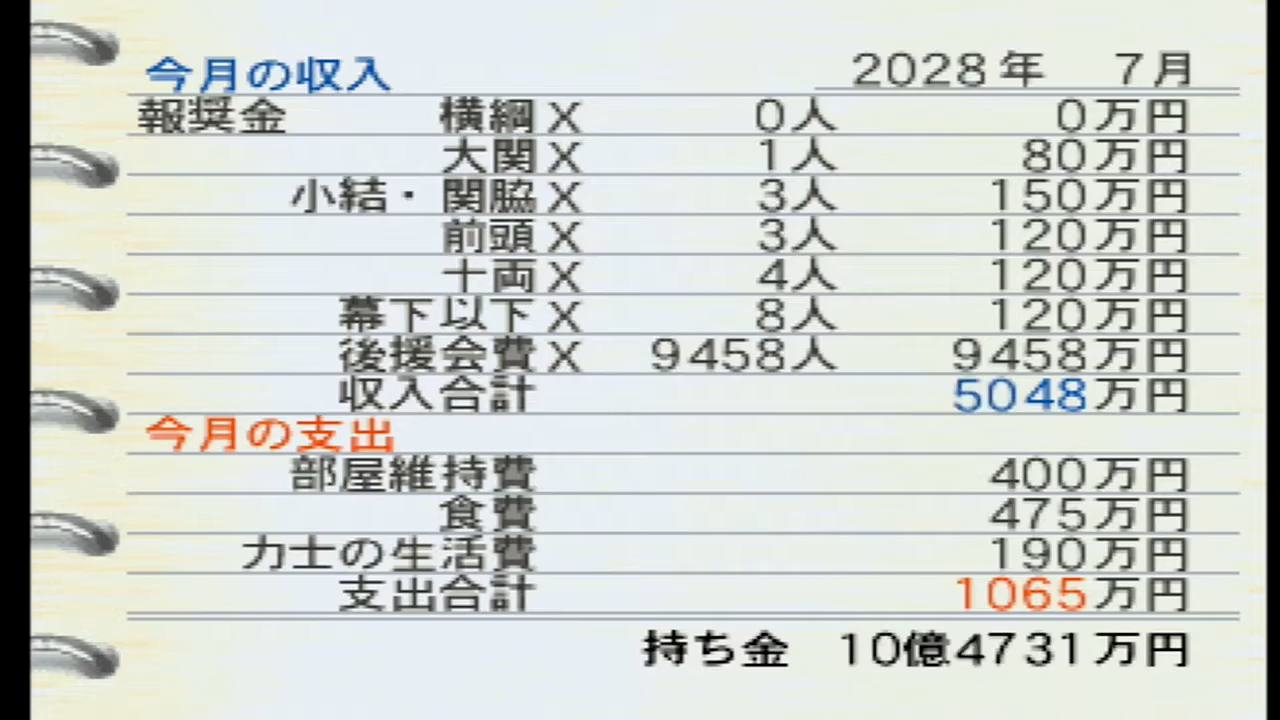 今月の収入 2028年 7月
報奨金 横綱X 0人 0万円
大関X 1人 80万円
小結・関脇X 3人 150万円
前頭X 3人 120万円
十両X 4人 120万円
幕下以下X 8人 120万円
後援会費X 9458人 9458万円
収入合計 5048万円
今月の支出
部屋維持費 400万円
食費 475万円
力士の生活費 190万円
支出合計 1065万円
持ち金 10億4731万円